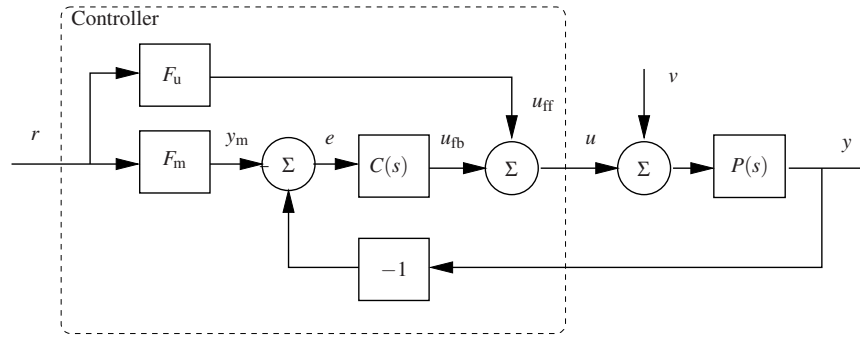 Controller
F_u
v
r
y_m
e
u_fb
u_ff
u
y
F_m
Σ
C(s)
Σ
Σ
P(s)
−1